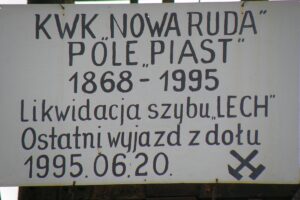 KWK „NOWA RUDA"
POLE „PIAST"
1868 - 1995
Likwidacja szybu „LECH"
Ostatni wyjazd z dołu
1995.06.20.